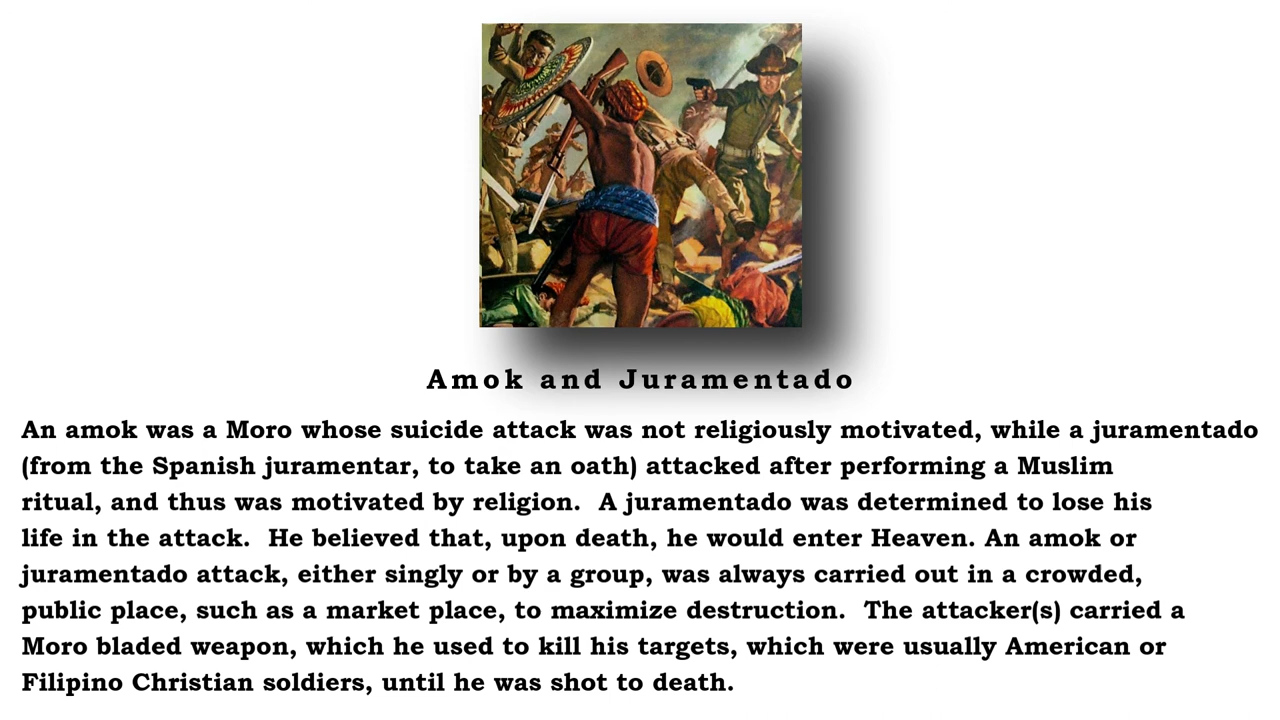 Amok and Juramentado
An amok was a Moro whose suicide attack was not religiously motivated, while a juramentado
(from the Spanish juramentar, to take an oath) attacked after performing a Muslim
ritual, and thus was motivated by religion.  A juramentado was determined to lose his
life in the attack.  He believed that, upon death, he would enter Heaven. An amok or
juramentado attack, either singly or by a group, was always carried out in a crowded,
public place, such as a market place, to maximize destruction.  The attacker(s) carried a
Moro bladed weapon, which he used to kill his targets, which were usually American or
Filipino Christian soldiers, until he was shot to death.